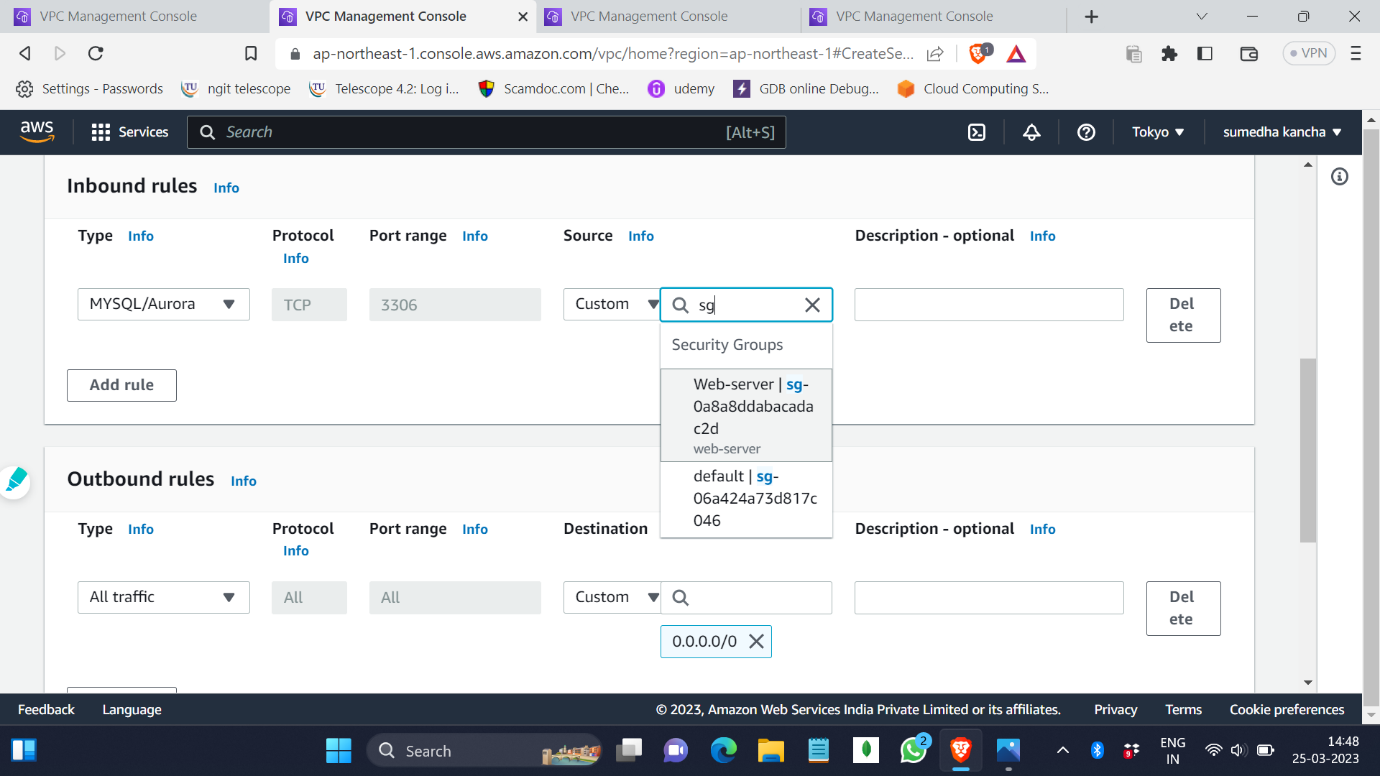 VPC Management Console
VPC Management Console
VPC Management Console
VPC Management Console
ap-northeast-1.console.aws.amazon.com/vpc/home?region=ap-northeast-1#CreateSe...
1
VPN
Settings - Passwords
ngit telescope
Telescope 4.2: Log i...
Scamdoc.com | Che...
udemy
GDB online Debug...
Cloud Computing S...
aws
Services
Search
[Alt+S]
Tokyo
sumedha kancha
Inbound rules Info
Type Info
Protocol
Info
Port range Info
Source Info
Description - optional Info
MYSQL/Aurora
TCP
3306
Custom
sg
Del
ete
Security Groups
Web-server | sg-
0a8a8ddabacada
c2d
web-server
default | sg-
06a424a73d817c
046
Add rule
Outbound rules Info
Type Info
Protocol
Info
Port range Info
Destination
Description - optional Info
All traffic
All
All
Custom
0.0.0.0/0
Del
ete
Feedback
Language
© 2023, Amazon Web Services India Private Limited or its affiliates.
Privacy
Terms
Cookie preferences
Search
2
9
ENG
IN
14:48
25-03-2023